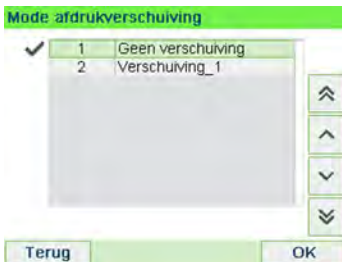 Mode afdrukverschuiving
1 Geen verschuiving
2 Verschuiving_1
Terug OK